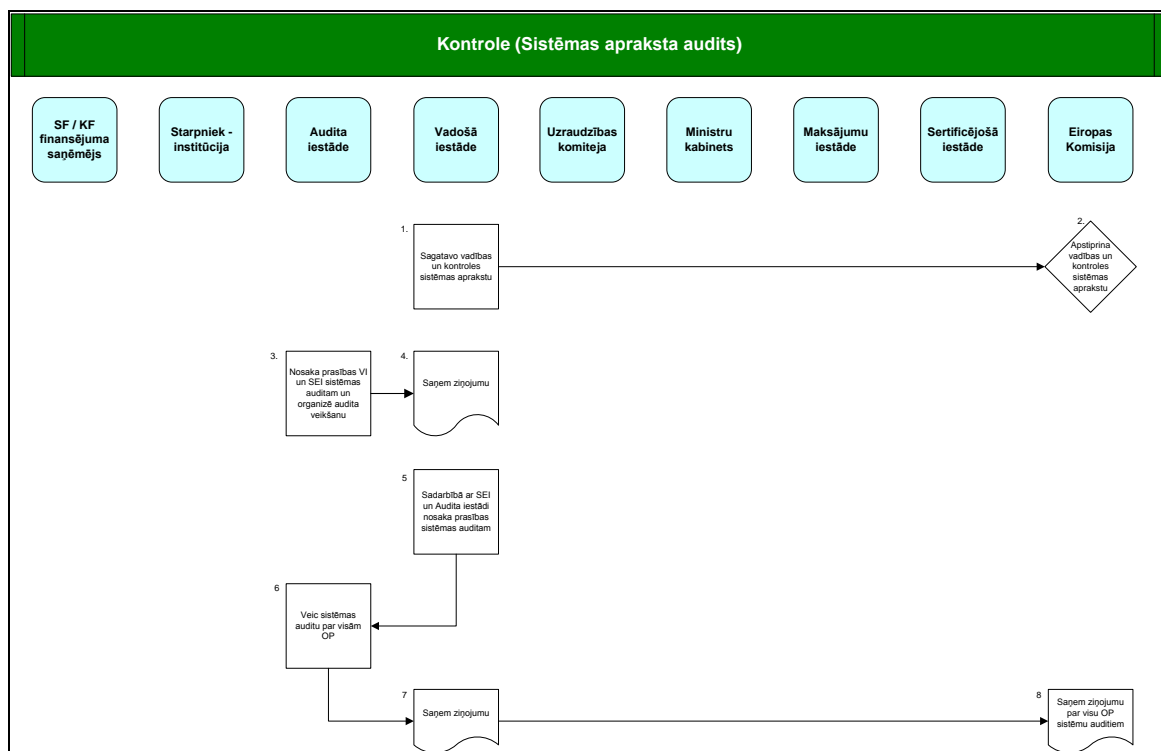 Kontrole (Sistēmas apraksta audits)
SF / KF
finansējuma
saņēmējs
Starpniek -
institūcija
Audita
iestāde
Vadošā
iestāde
Uzraudzības
komiteja
Ministru
kabinets
Maksājumu
iestāde
Sertificējošā
iestāde
Eiropas
Komisija
1.
Sagatavo vadības
un kontroles
sistēmas aprakstu
2.
Apstiprina
vadības un
kontroles
sistēmas
aprakstu
3.
Nosaka prasības VI
un SEI sistēmas
auditam un
organizē audita
veikšanu
4.
Saņem ziņojumu
5
Sadarbībā ar SEI
un Audita iestādi
nosaka prasības
sistēmas auditam
6
Veic sistēmas
auditu par visām
OP
7
Saņem ziņojumu
8
Saņem ziņojumu
par visu OP
sistēmu auditiem